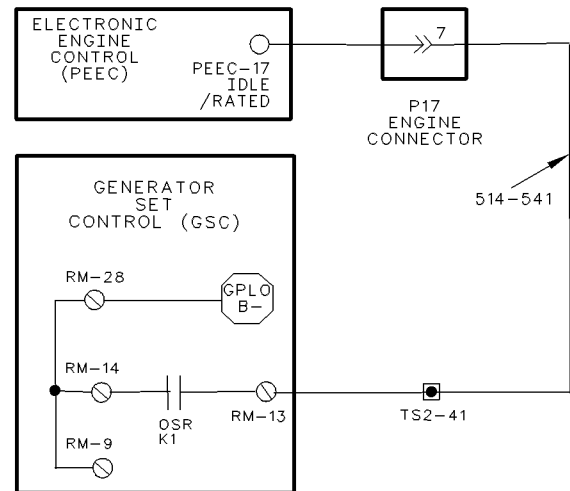 ELECTRONIC
ENGINE
CONTROL
(PEEC)
PEEC-17
IDLE
/RATED
7
P17
ENGINE
CONNECTOR
514-541
GENERATOR
SET
CONTROL (GSC)
RM-28
GPLO
B-
RM-14
OSR
K1
RM-13
TS2-41
RM-9